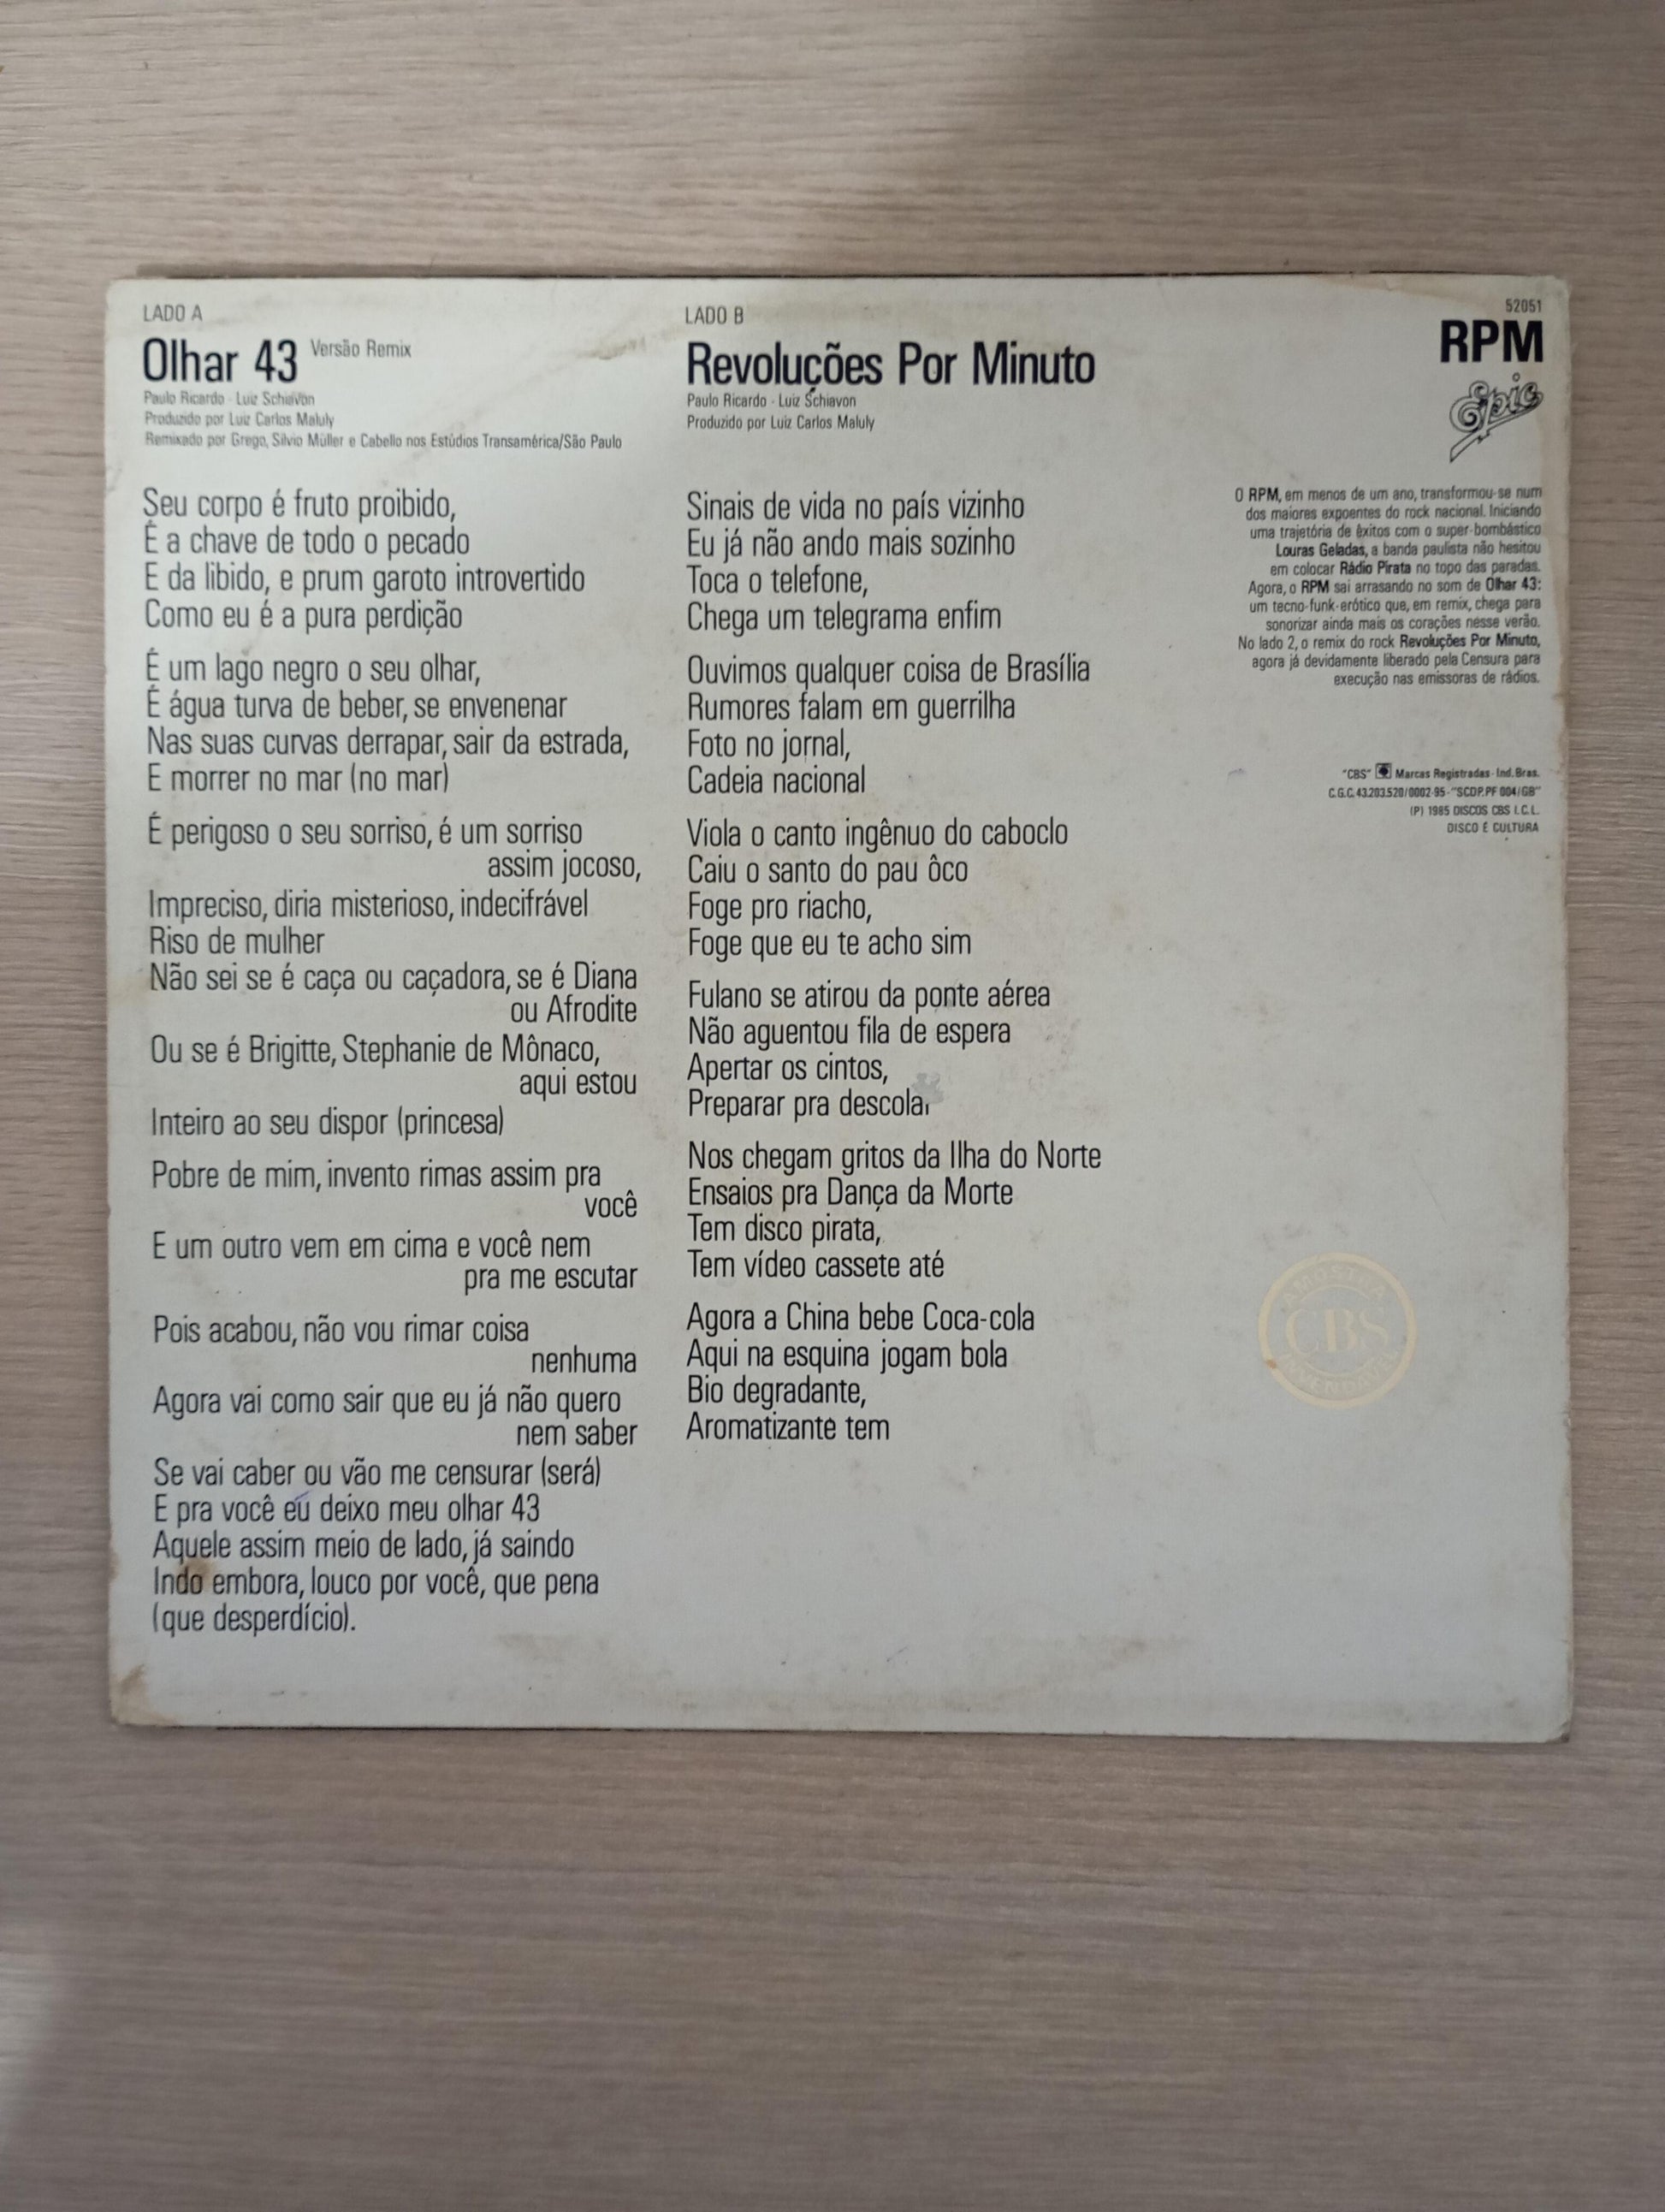 LADO A
Olhar 43 Versão Remix
Paulo Ricardo - Luiz Schiavon
Produzido por Luiz Carlos Maluly
Remixado por Grego, Silvio Müller e Cabello nos Estúdios Transamérica/São Paulo
Seu corpo é fruto proibido,
É a chave de todo o pecado
E da libido, e prum garoto introvertido
Como eu é a pura perdição
É um lago negro o seu olhar,
É água turva de beber, se envenenar
Nas suas curvas derrapar, sair da estrada,
E morrer no mar (no mar)
É perigoso o seu sorriso, é um sorriso
assim jocoso,
Impreciso, diria misterioso, indecifrável
Riso de mulher
Não sei se é caça ou caçadora, se é Diana
ou Afrodite
Ou se é Brigitte, Stephanie de Mônaco,
aqui estou
Inteiro ao seu dispor (princesa)
Pobre de mim, invento rimas assim pra
você
E um outro vem em cima e você nem
pra me escutar
Pois acabou, não vou rimar coisa
nenhuma
Agora vai como sair que eu já não quero
nem saber
Se vai caber ou vão me censurar (será)
E pra você eu deixo meu olhar 43
Aquele assim meio de lado, já saindo
Indo embora, louco por você, que pena
(que desperdício).
LADO B
Revoluções Por Minuto
Paulo Ricardo - Luiz Schiavon
Produzido por Luiz Carlos Maluly
Sinais de vida no país vizinho
Eu já não ando mais sozinho
Toca o telefone,
Chega um telegrama enfim
Ouvimos qualquer coisa de Brasília
Rumores falam em guerrilha
Foto no jornal,
Cadeia nacional
Viola o canto ingênuo do caboclo
Caiu o santo do pau ôco
Foge pro riacho,
Foge que eu te acho sim
Fulano se atirou da ponte aérea
Não aguentou fila de espera
Apertar os cintos,
Preparar pra descolar
Nos chegam gritos da Ilha do Norte
Ensaios pra Dança da Morte
Tem disco pirata,
Tem vídeo cassete até
Agora a China bebe Coca-cola
Aqui na esquina jogam bola
Bio degradante,
Aromatizante tem
52051
RPM
Epic
O RPM, em menos de um ano, transformou-se num
dos maiores expoentes do rock nacional. Iniciando
uma trajetória de êxitos com o super-bombástico
Louras Geladas, a banda paulista não hesitou
em colocar Rádio Pirata no topo das paradas.
Agora, o RPM sai arrasando no som de Olhar 43:
um tecno-funk-erótico que, em remix, chega para
sonorizar ainda mais os corações nesse verão.
No lado 2, o remix do rock Revoluções Por Minuto,
agora já devidamente liberado pela Censura para
execução nas emissoras de rádios.
"CBS" Marcas Registradas - Ind. Bras.
C.G.C. 43.203.520/0002-95 - "SCDP.PF 004/GB"
(P) 1985 DISCOS CBS I.C.L.
DISCO É CULTURA
AMOSTRA
CBS
INVENDÁVEL